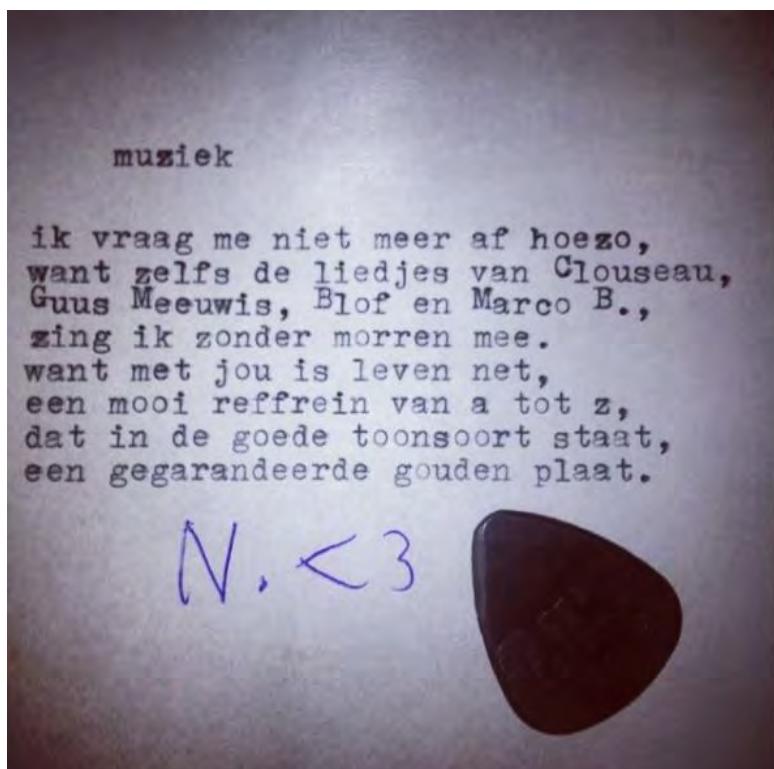 muziek
ik vraag me niet meer af hoezo,
want zelfs de liedjes van Clouseau,
Guus Meeuwis, Blof en Marco B.,
zing ik zonder morren mee.
want met jou is leven net,
een mooi reffrein van a tot z,
dat in de goede toonsoort staat,
een gegarandeerde gouden plaat.
N. <3